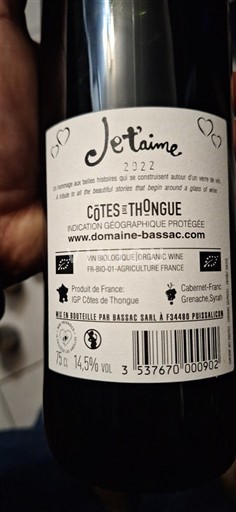 Je t'aime
2022
Un hommage aux belles histoires qui se construisent autour d'un verre de vin.
A tribute to all the beautiful stories that begin around a glass of wine.
CÔTES DE THONGUE
INDICATION GÉOGRAPHIQUE PROTÉGÉE
www.domaine-bassac.com
VIN BIOLOGIQUE|ORGANIC WINE
FR-BIO-01-AGRICULTURE FRANCE
Produit de France:
IGP Côtes de Thongue
Cabernet-Franc
Grenache, Syrah
MIS EN BOUTEILLE PAR BASSAC SARL À F34480 PUISSALICON
75 cl 14,5% VOL
3 537670 000902